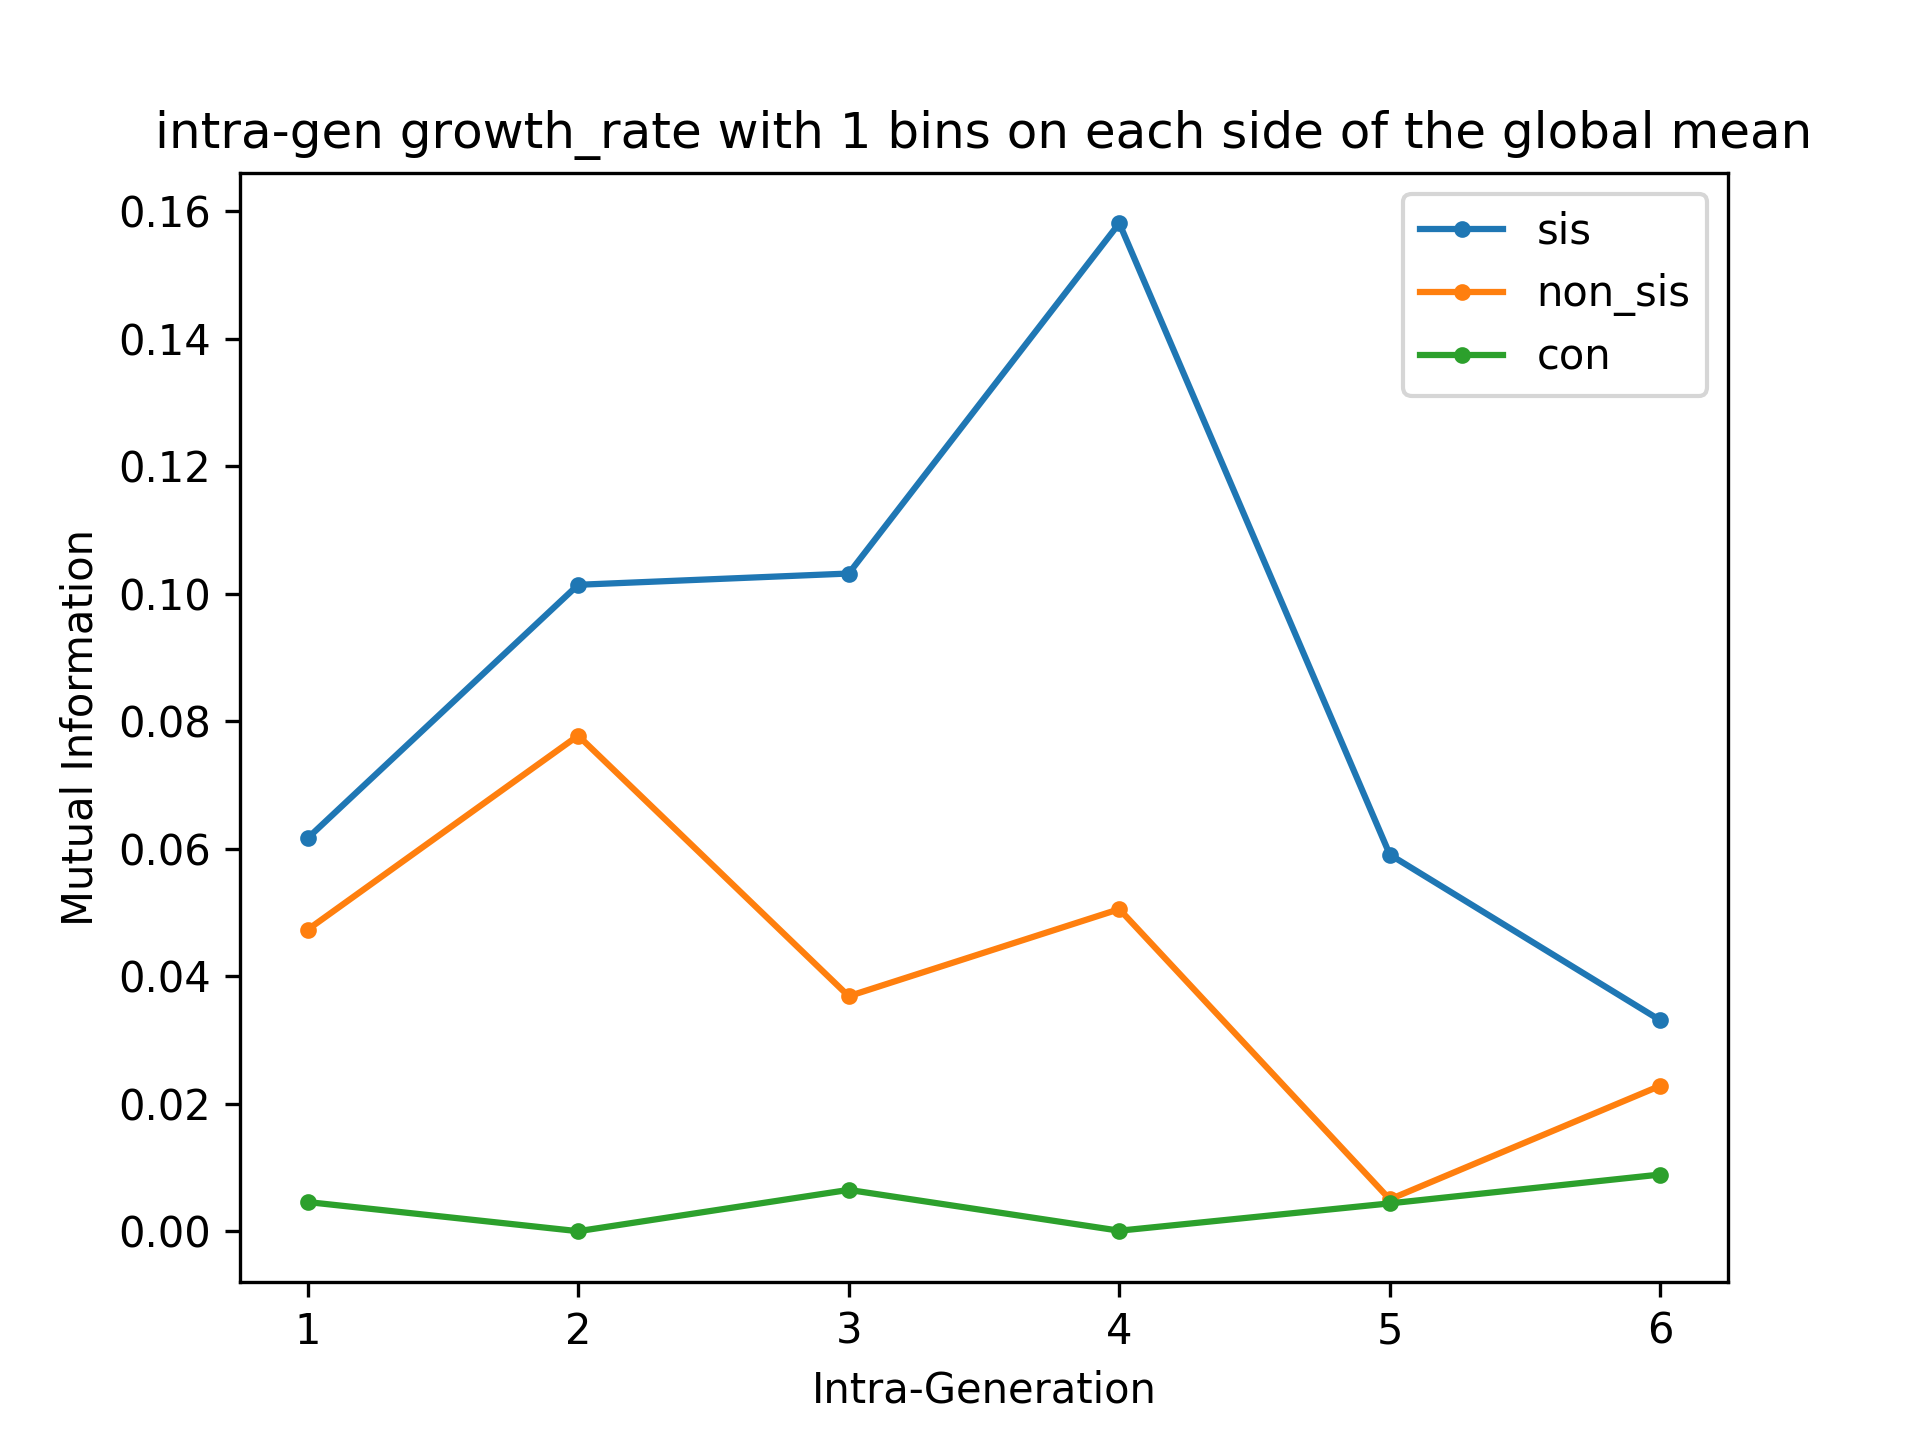 intra-gen growth_rate with 1 bins on each side of the global mean
0.16
0.14
0.12
0.10
0.08
0.06
0.04
0.02
0.00
Mutual Information
sis
non_sis
con
1 2 3 4 5 6
Intra-Generation